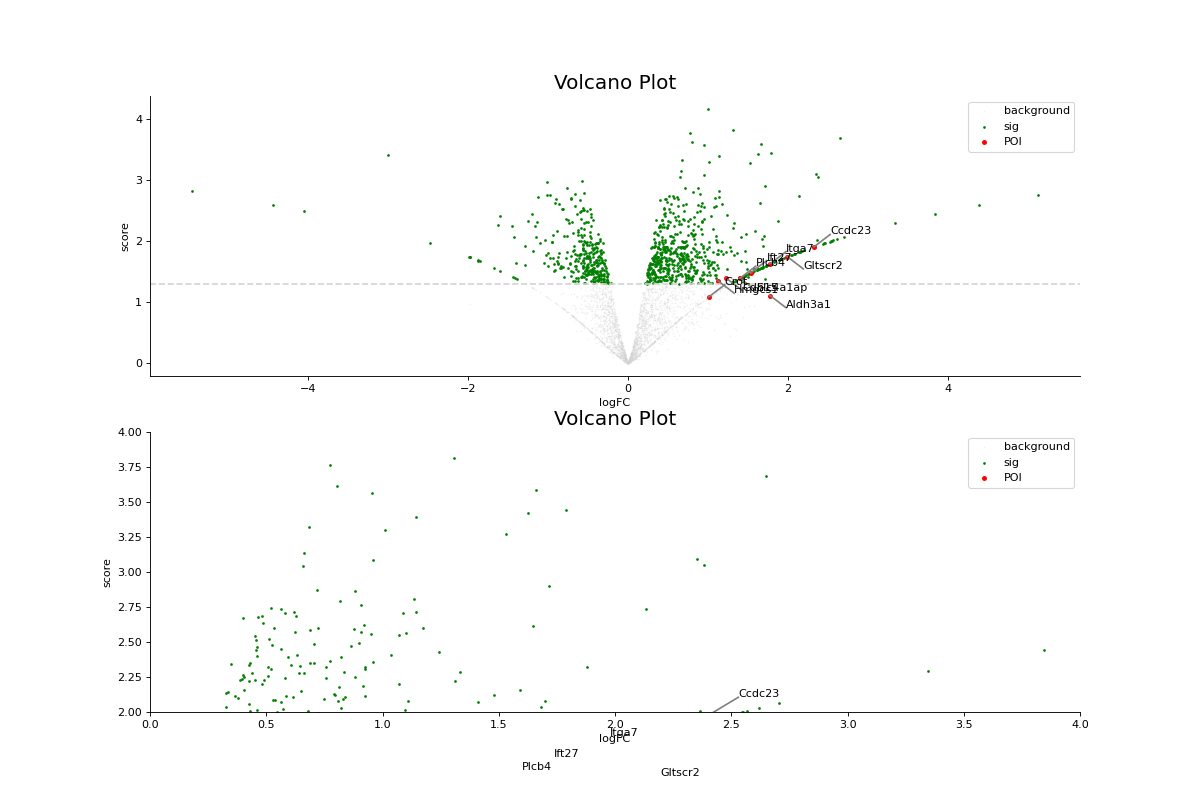 Volcano Plot
background
sig
POI
score
4
3
2
1
0
Ccdc23
Itga7
Ift27
Plcb4
Gltscr2
Hmgcs1
Aldh3a1
−4
−2
0
2
4
logFC
Volcano Plot
background
sig
POI
score
4.00
3.75
3.50
3.25
3.00
2.75
2.50
2.25
2.00
Ccdc23
0.0
0.5
1.0
1.5
2.0
2.5
3.0
3.5
4.0
Itga7
logFC
Ift27
Plcb4
Gltscr2